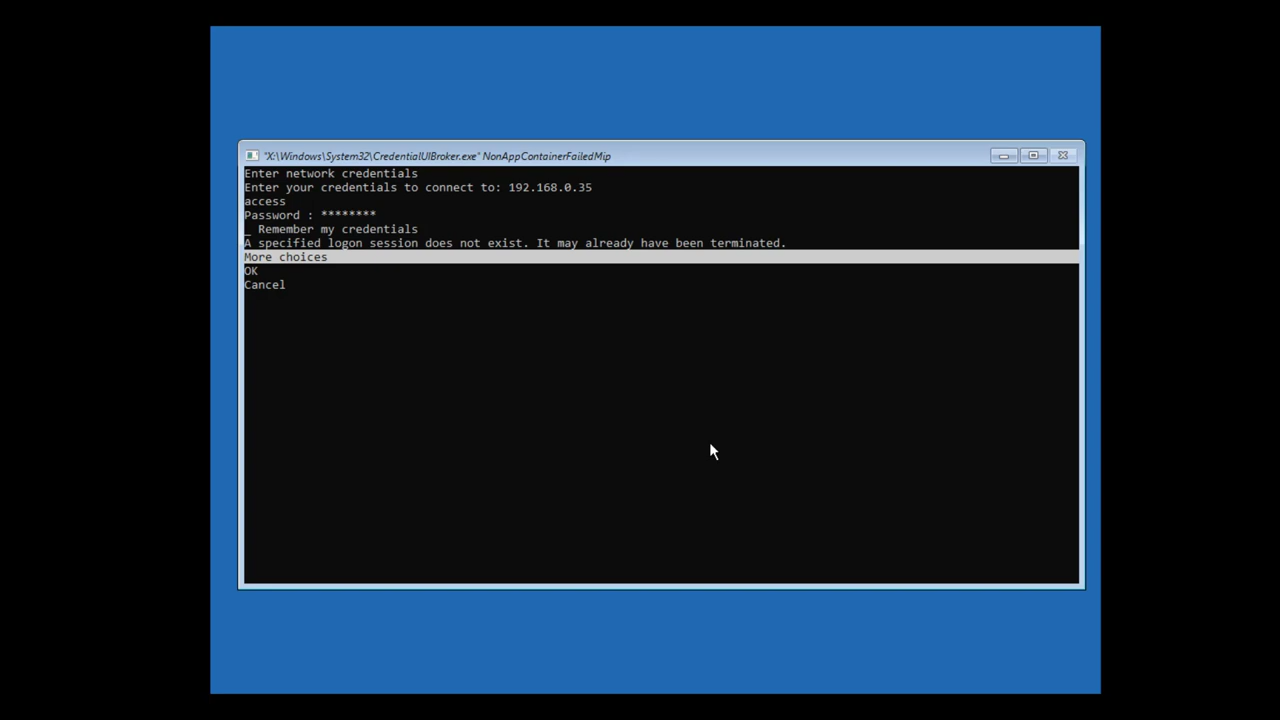 "X:\Windows\System32\CredentialUIBroker.exe" NonAppContainerFailedMip
Enter network credentials
Enter your credentials to connect to: 192.168.0.35
access
Password : ********
_ Remember my credentials
A specified logon session does not exist. It may already have been terminated.
More choices
OK
Cancel